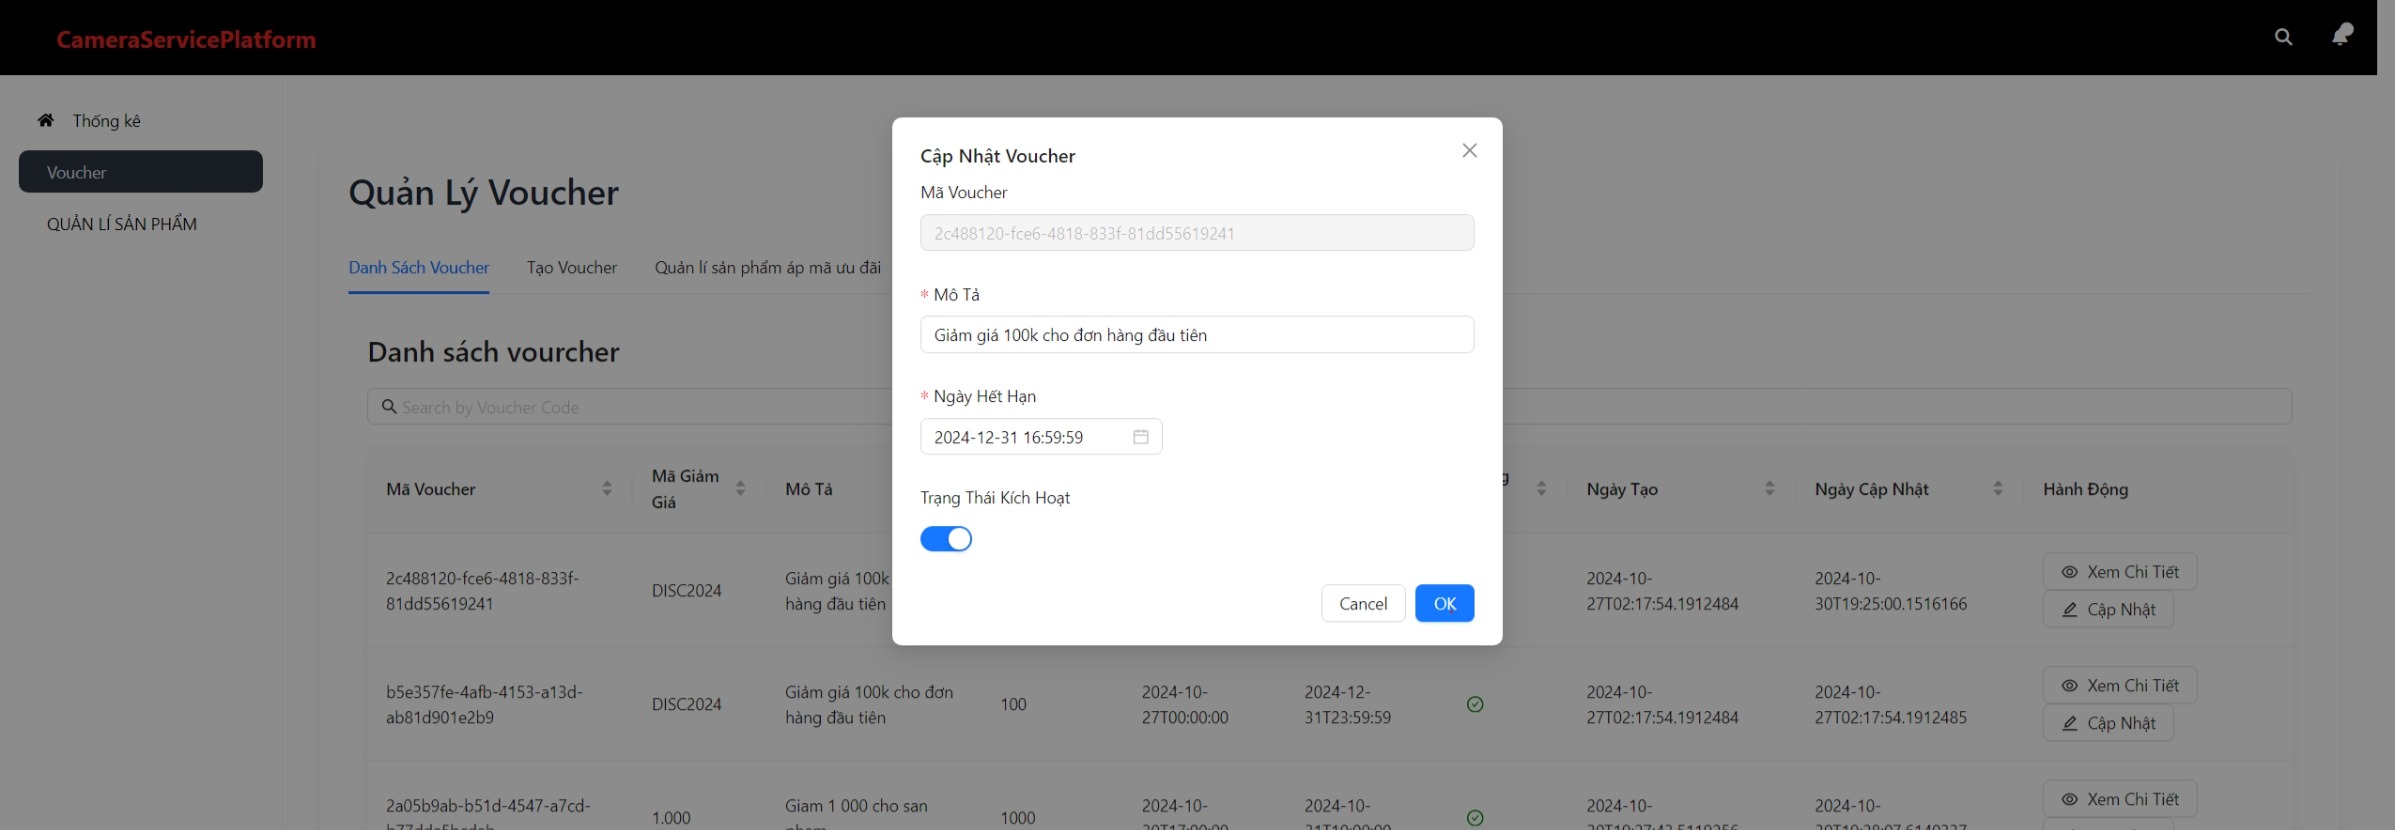 CameraServicePlatform
Thống kê
Voucher
QUẢN LÍ SẢN PHẨM
Quản Lý Voucher
Danh Sách Voucher
Tạo Voucher
Quản lí sản phẩm áp mã ưu đãi
Danh sách vourcher
Search by Voucher Code
Mã Voucher
Mã Giảm
Giá
Mô Tả
Ngày Tạo
Ngày Cập Nhật
Hành Động
2c488120-fce6-4818-833f-
81dd55619241
DISC2024
Giảm giá 100k
hàng đầu tiên
2024-10-
27T02:17:54.1912484
2024-10-
30T19:25:00.1516166
Xem Chi Tiết
Cập Nhật
b5e357fe-4afb-4153-a13d-
ab81d901e2b9
DISC2024
Giảm giá 100k cho đơn
hàng đầu tiên
100
2024-10-
27T00:00:00
2024-12-
31T23:59:59
2024-10-
27T02:17:54.1912484
2024-10-
27T02:17:54.1912485
Xem Chi Tiết
Cập Nhật
2a05b9ab-b51d-4547-a7cd-
1.000
Giam 1 000 cho san
1000
2024-10-
2024-10-
2024-10-
2024-10-
Xem Chi Tiết
Cập Nhật Voucher
Mã Voucher
2c488120-fce6-4818-833f-81dd55619241
* Mô Tả
Giảm giá 100k cho đơn hàng đầu tiên
* Ngày Hết Hạn
2024-12-31 16:59:59
Trạng Thái Kích Hoạt
Cancel
OK